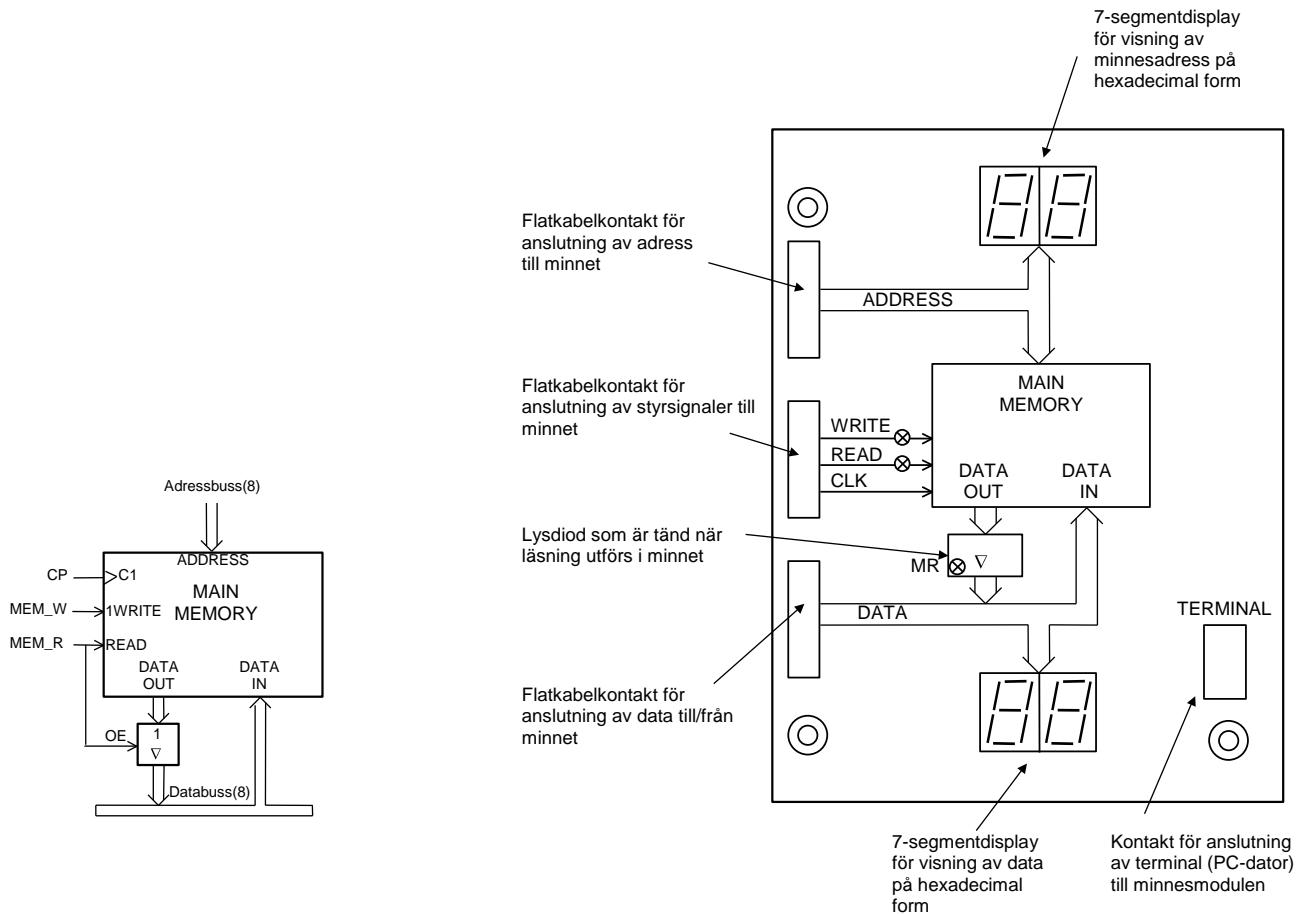 7-segmentdisplay
för visning av
minnesadress på
hexadecimal form
Flatkabelkontakt för
anslutning av adress
till minnet
ADDRESS
Flatkabelkontakt för
anslutning av styrsignaler till
minnet
MAIN
MEMORY
WRITE
READ
CLK
DATA
OUT
DATA
IN
Lysdiod som är tänd när
läsning utförs i minnet
MR
∇
DATA
TERMINAL
Flatkabelkontakt för
anslutning av data till/från
minnet
7-segmentdisplay
för visning av data
på hexadecimal
form
Kontakt för anslutning
av terminal (PC-dator)
till minnesmodulen
Adressbuss(8)
ADDRESS
CP
C1
MAIN
MEMORY
MEM_W
1WRITE
MEM_R
READ
DATA
OUT
DATA
IN
OE
1
∇
Databuss(8)